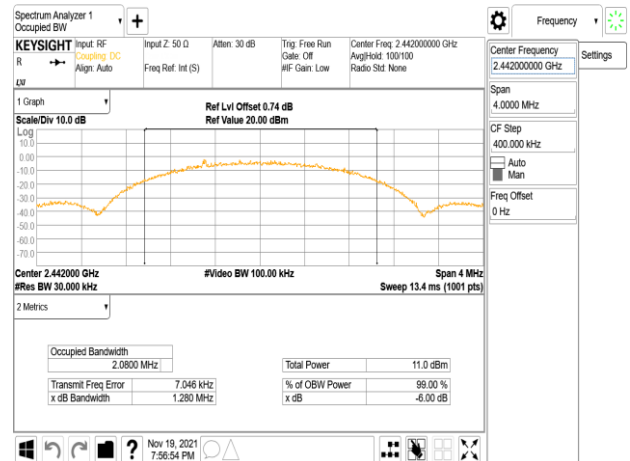 Spectrum Analyzer 1
Occupied BW
Frequency
KEYSIGHT
R
LXI
Input: RF
Coupling: DC
Align: Auto
Input Z: 50 Ω
Freq Ref: Int (S)
Atten: 30 dB
Trig: Free Run
Gate: Off
#IF Gain: Low
Center Freq: 2.442000000 GHz
Avg|Hold: 100/100
Radio Std: None
Center Frequency
2.442000000 GHz
Settings
Span
4.0000 MHz
CF Step
400.000 kHz
Auto
Man
Freq Offset
0 Hz
1 Graph
Scale/Div 10.0 dB
Ref Lvl Offset 0.74 dB
Ref Value 20.00 dBm
Log
10.0
0.00
-10.0
-20.0
-30.0
-40.0
-50.0
-60.0
-70.0
Center 2.442000 GHz
#Res BW 30.000 kHz
#Video BW 100.00 kHz
Span 4 MHz
Sweep 13.4 ms (1001 pts)
2 Metrics
Occupied Bandwidth
2.0800 MHz
Transmit Freq Error 7.046 kHz
x dB Bandwidth 1.280 MHz
Total Power 11.0 dBm
% of OBW Power 99.00 %
x dB -6.00 dB
?
Nov 19, 2021
7:56:54 PM